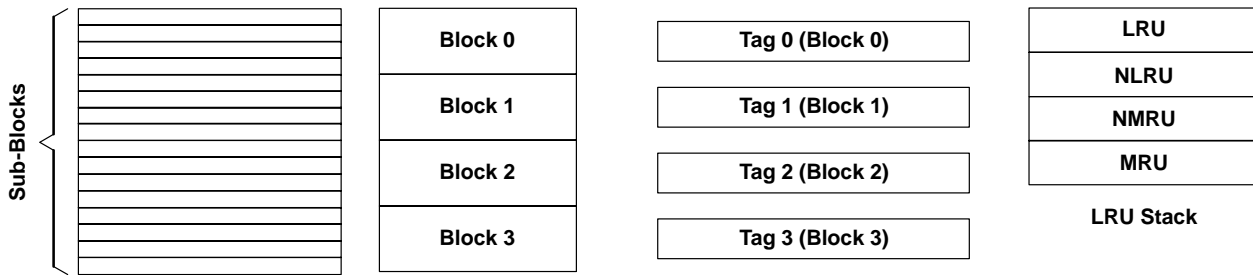 Sub-Blocks
Block 0
Block 1
Block 2
Block 3
Tag 0 (Block 0)
Tag 1 (Block 1)
Tag 2 (Block 2)
Tag 3 (Block 3)
LRU
NLRU
NMRU
MRU
LRU Stack